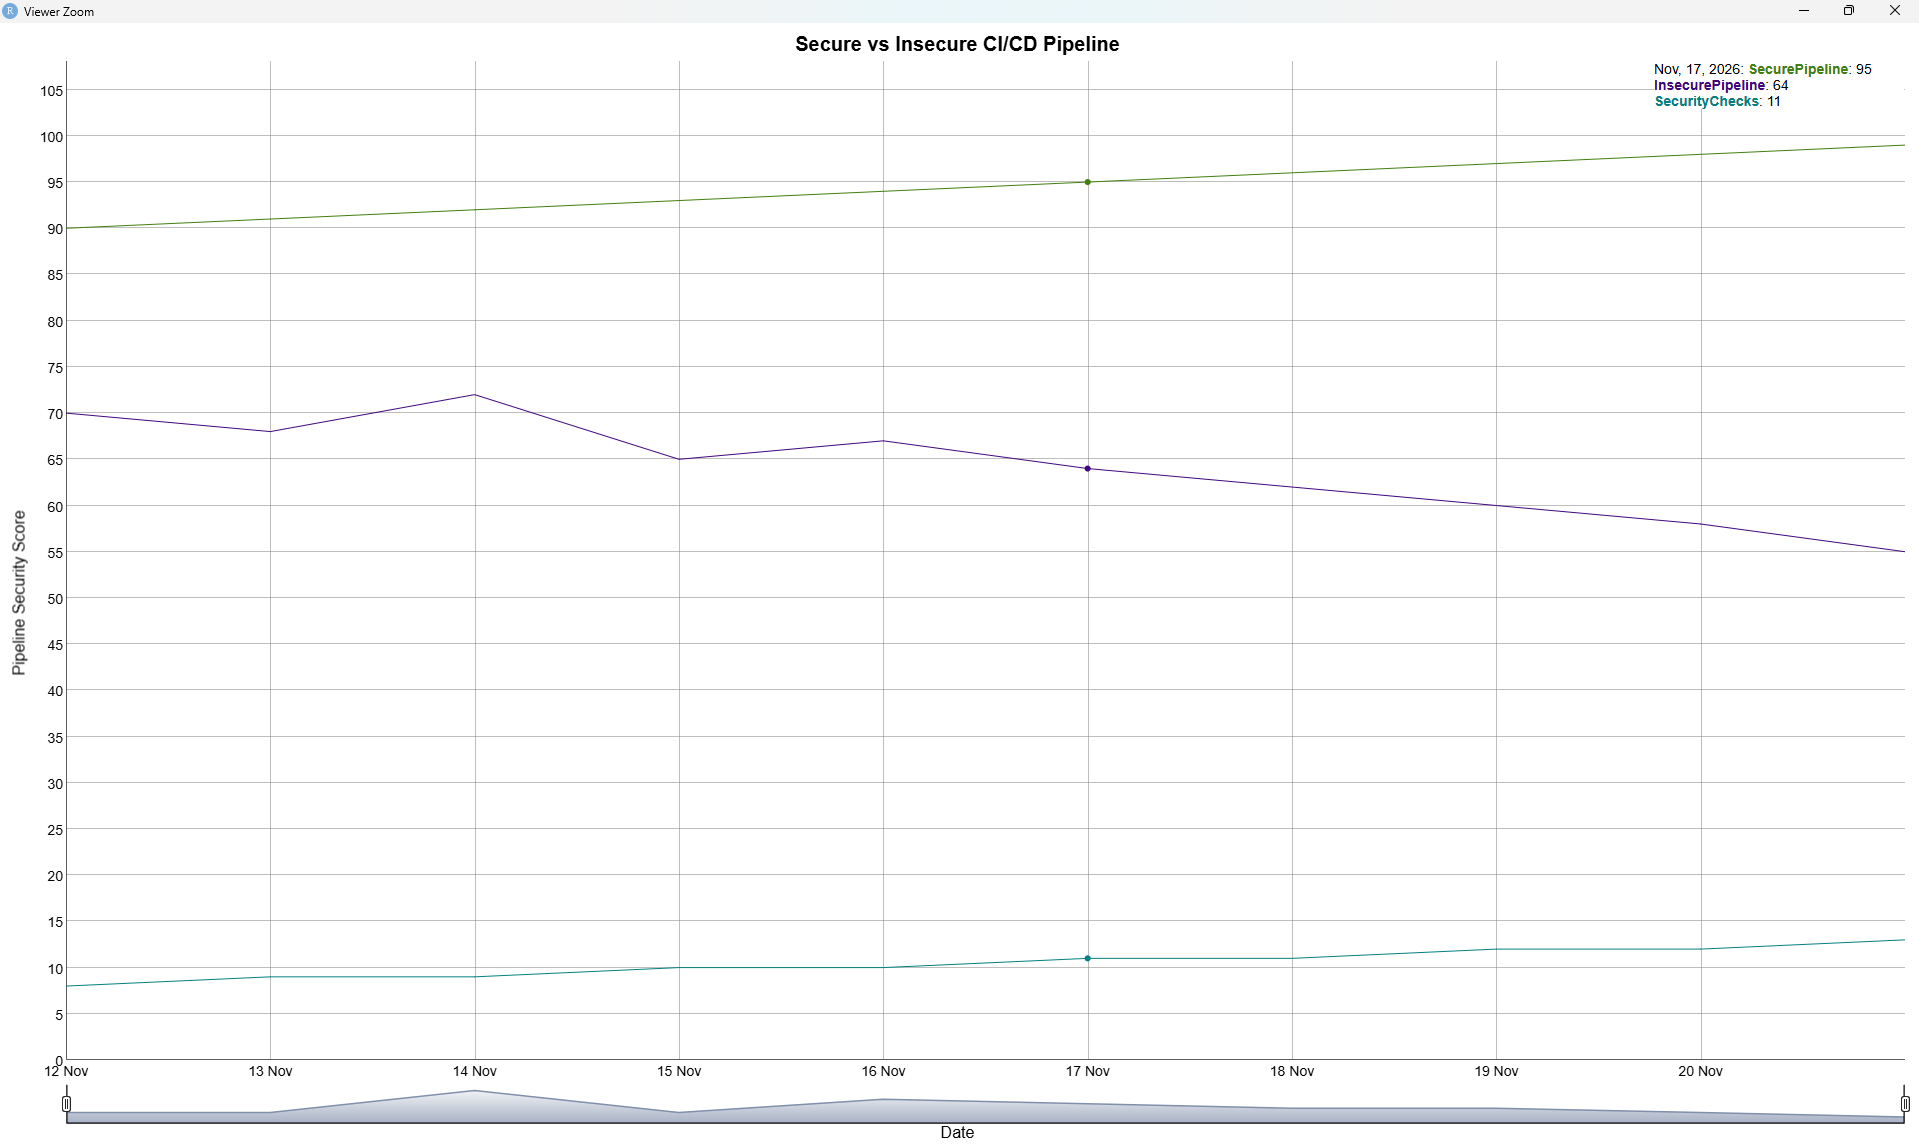 R Viewer Zoom
Secure vs Insecure CI/CD Pipeline
Nov, 17, 2026: SecurePipeline: 95
InsecurePipeline: 64
SecurityChecks: 11
105
100
95
90
85
80
75
70
65
60
55
50
45
40
35
30
25
20
15
10
5
0
Pipeline Security Score
12 Nov 13 Nov 14 Nov 15 Nov 16 Nov 17 Nov 18 Nov 19 Nov 20 Nov
Date